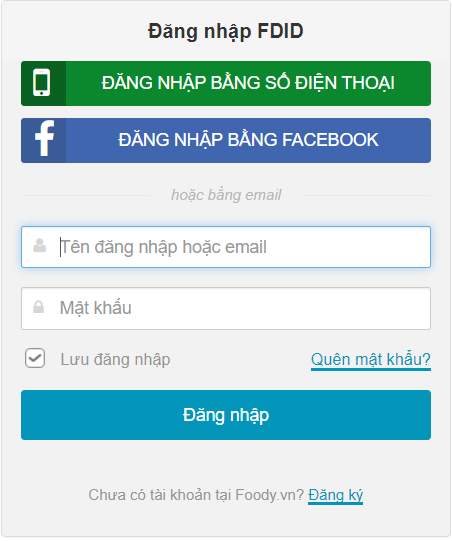 Đăng nhập FDID
ĐĂNG NHẬP BẰNG SỐ ĐIỆN THOẠI
ĐĂNG NHẬP BẰNG FACEBOOK
hoặc bằng email
Tên đăng nhập hoặc email
Mật khẩu
Lưu đăng nhập Quên mật khẩu?
Đăng nhập
Chưa có tài khoản tại Foody.vn? Đăng ký